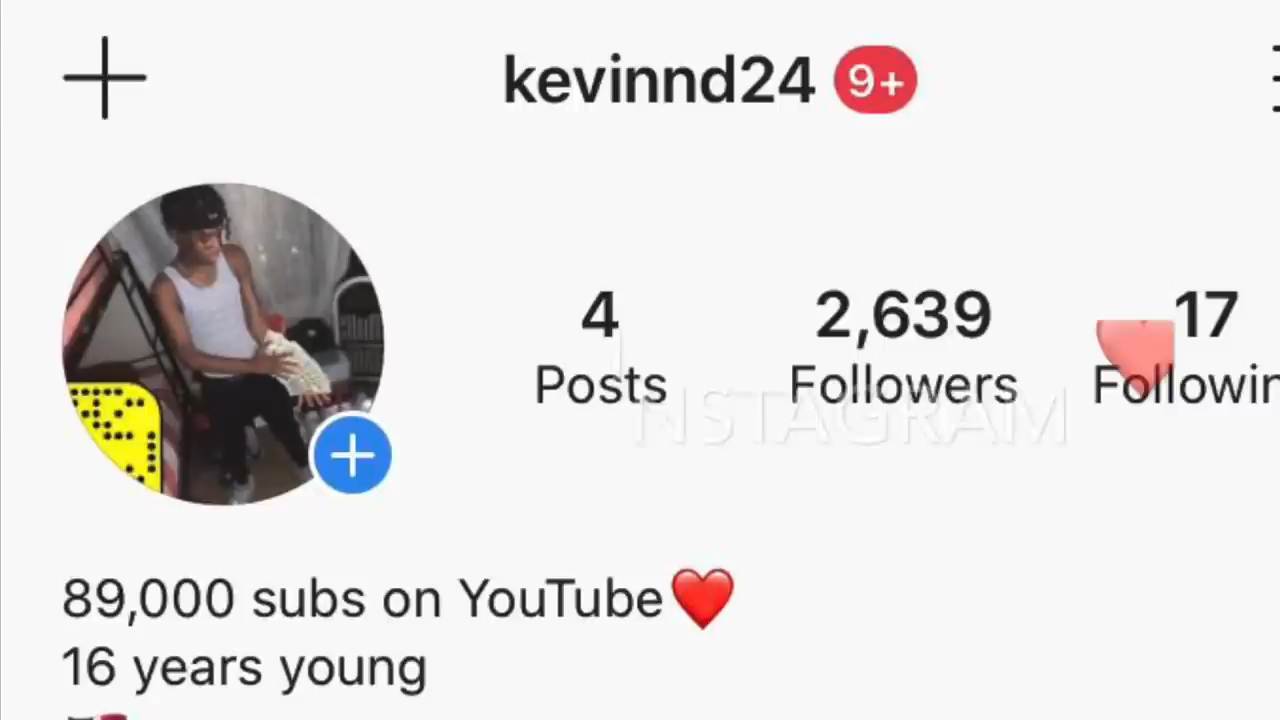 kevinnd24 9+
4 2,639 17
Posts Followers Followin
INSTAGRAM
89,000 subs on YouTube❤️
16 years young